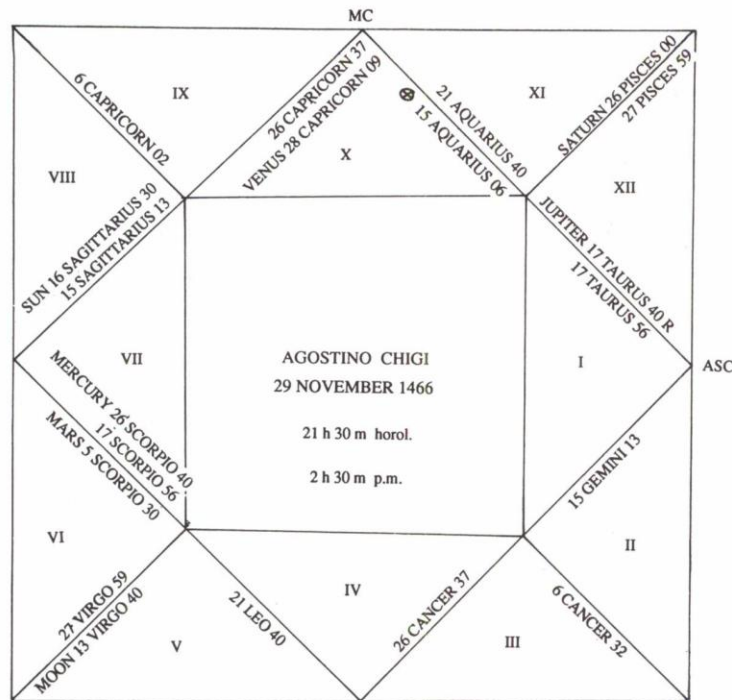 MC
IX
XI
6 CAPRICORN 02
26 CAPRICORN 37
VENUS 28 CAPRICORN 09
21 AQUARIUS 40
15 AQUARIUS 06
SATURN 26 PISCES 00
27 PISCES 59
VIII
X
XII
SUN 16 SAGITTARIUS 30
15 SAGITTARIUS 13
JUPITER 17 TAURUS 40 R
17 TAURUS 56
VII
AGOSTINO CHIGI
29 NOVEMBER 1466
21 h 30 m horol.
2 h 30 m p.m.
I
ASC
MERCURY 26 SCORPIO 40
17 SCORPIO 56
MARS 5 SCORPIO 30
15 GEMINI 13
VI
II
27 VIRGO 59
MOON 13 VIRGO 40
21 LEO 40
IV
26 CANCER 37
6 CANCER 32
V
III